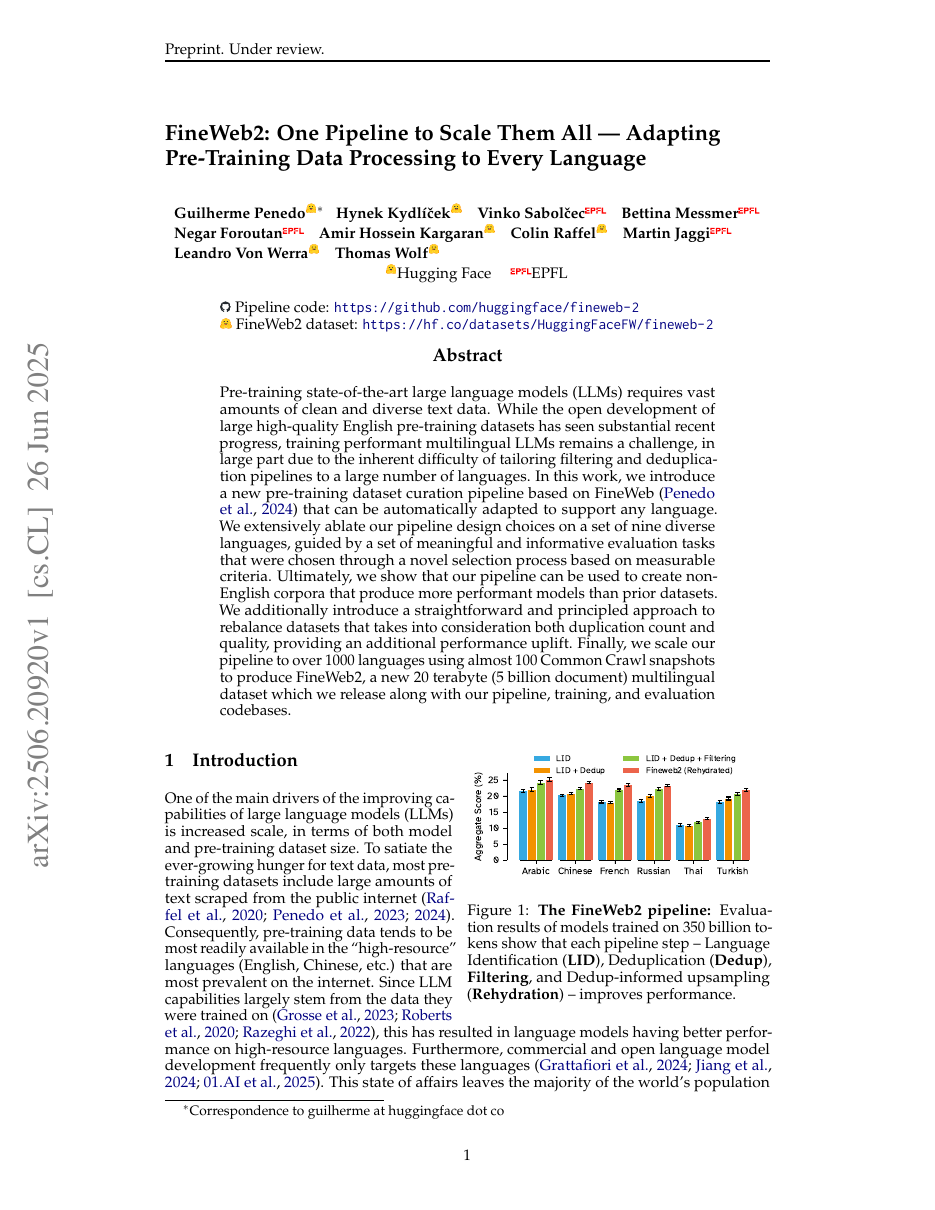 Preprint. Under review.
FineWeb2: One Pipeline to Scale Them All — Adapting
Pre-Training Data Processing to Every Language
Guilherme Penedo* Hynek Kydlíček Vinko Sabolčec EPFL Bettina Messmer EPFL
Negar Foroutan EPFL Amir Hossein Kargaran Colin Raffel Martin Jaggi EPFL
Leandro Von Werra Thomas Wolf
Hugging Face EPFL EPFL
Pipeline code: https://github.com/huggingface/fineweb-2
FineWeb2 dataset: https://hf.co/datasets/HuggingFaceFW/fineweb-2
Abstract
Pre-training state-of-the-art large language models (LLMs) requires vast
amounts of clean and diverse text data. While the open development of
large high-quality English pre-training datasets has seen substantial recent
progress, training performant multilingual LLMs remains a challenge, in
large part due to the inherent difficulty of tailoring filtering and deduplica-
tion pipelines to a large number of languages. In this work, we introduce
a new pre-training dataset curation pipeline based on FineWeb (Penedo
et al., 2024) that can be automatically adapted to support any language.
We extensively ablate our pipeline design choices on a set of nine diverse
languages, guided by a set of meaningful and informative evaluation tasks
that were chosen through a novel selection process based on measurable
criteria. Ultimately, we show that our pipeline can be used to create non-
English corpora that produce more performant models than prior datasets.
We additionally introduce a straightforward and principled approach to
rebalance datasets that takes into consideration both duplication count and
quality, providing an additional performance uplift. Finally, we scale our
pipeline to over 1000 languages using almost 100 Common Crawl snapshots
to produce FineWeb2, a new 20 terabyte (5 billion document) multilingual
dataset which we release along with our pipeline, training, and evaluation
codebases.
1 Introduction
One of the main drivers of the improving ca-
pabilities of large language models (LLMs)
is increased scale, in terms of both model
and pre-training dataset size. To satiate the
ever-growing hunger for text data, most pre-
training datasets include large amounts of
text scraped from the public internet (Raf-
fel et al., 2020; Penedo et al., 2023; 2024).
Consequently, pre-training data tends to be
most readily available in the “high-resource”
languages (English, Chinese, etc.) that are
most prevalent on the internet. Since LLM
capabilities largely stem from the data they
were trained on (Grosse et al., 2023; Roberts
et al., 2020; Razeghi et al., 2022), this has resulted in language models having better perfor-
mance on high-resource languages. Furthermore, commercial and open language model
development frequently only targets these languages (Grattafiori et al., 2024; Jiang et al.,
2024; 01.AI et al., 2025). This state of affairs leaves the majority of the world’s population
LID LID + Dedup + Filtering
LID + Dedup Fineweb2 (Rehydrated)
Aggregate Score (%)
25
20
15
10
5
0
Arabic Chinese French Russian Thai Turkish
Figure 1: The FineWeb2 pipeline: Evalua-
tion results of models trained on 350 billion to-
kens show that each pipeline step – Language
Identification (LID), Deduplication (Dedup),
Filtering, and Dedup-informed upsampling
(Rehydration) – improves performance.
*Correspondence to guilherme at huggingface dot co
1
arXiv:2506.20920v1 [cs.CL] 26 Jun 2025